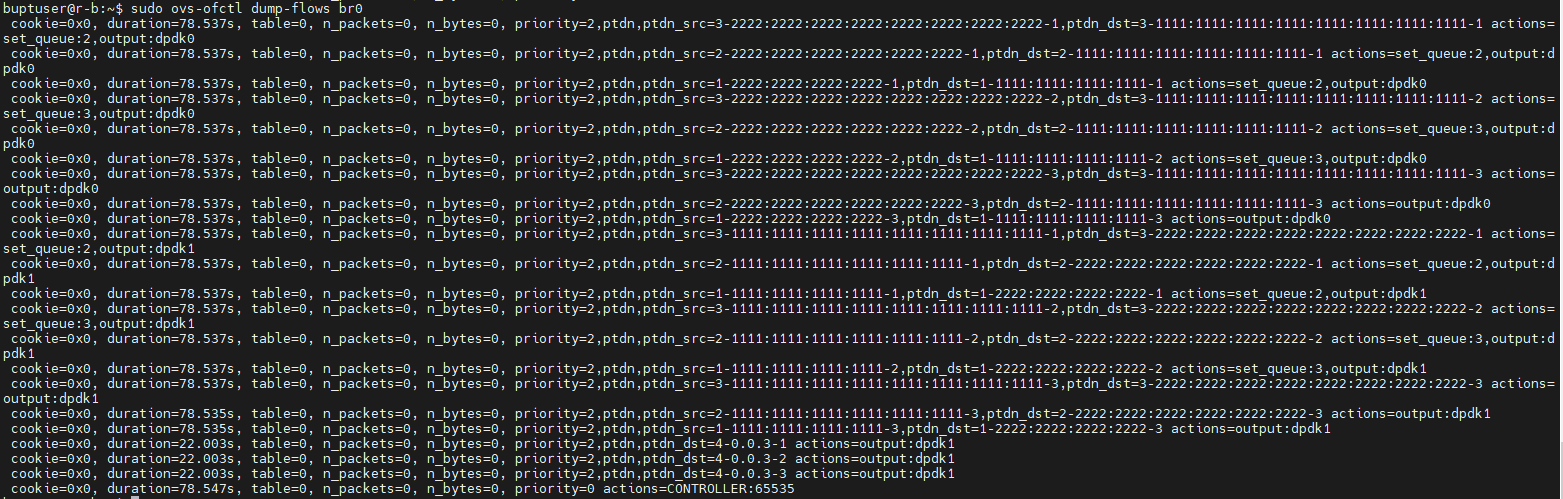 buptuser@r-b:~$ sudo ovs-ofctl dump-flows br0
cookie=0x0, duration=78.537s, table=0, n_packets=0, n_bytes=0, priority=2,ptdn,ptdn_src=3-2222:2222:2222:2222:2222:2222:2222:2222-1,ptdn_dst=3-1111:1111:1111:1111:1111:1111:1111:1111-1 actions=
set_queue:2,output:dpdk0
cookie=0x0, duration=78.537s, table=0, n_packets=0, n_bytes=0, priority=2,ptdn,ptdn_src=2-2222:2222:2222:2222:2222:2222-1,ptdn_dst=2-1111:1111:1111:1111:1111:1111-1 actions=set_queue:2,output:d
pdk0
cookie=0x0, duration=78.537s, table=0, n_packets=0, n_bytes=0, priority=2,ptdn,ptdn_src=1-2222:2222:2222:2222-1,ptdn_dst=1-1111:1111:1111:1111-1 actions=set_queue:2,output:dpdk0
cookie=0x0, duration=78.537s, table=0, n_packets=0, n_bytes=0, priority=2,ptdn,ptdn_src=3-2222:2222:2222:2222:2222:2222:2222:2222-2,ptdn_dst=3-1111:1111:1111:1111:1111:1111:1111:1111-2 actions=
set_queue:3,output:dpdk0
cookie=0x0, duration=78.537s, table=0, n_packets=0, n_bytes=0, priority=2,ptdn,ptdn_src=2-2222:2222:2222:2222:2222:2222-2,ptdn_dst=2-1111:1111:1111:1111:1111:1111-2 actions=set_queue:3,output:d
pdk0
cookie=0x0, duration=78.537s, table=0, n_packets=0, n_bytes=0, priority=2,ptdn,ptdn_src=1-2222:2222:2222:2222-2,ptdn_dst=1-1111:1111:1111:1111-2 actions=set_queue:3,output:dpdk0
cookie=0x0, duration=78.537s, table=0, n_packets=0, n_bytes=0, priority=2,ptdn,ptdn_src=3-2222:2222:2222:2222:2222:2222:2222:2222-3,ptdn_dst=3-1111:1111:1111:1111:1111:1111:1111:1111-3 actions=
output:dpdk0
cookie=0x0, duration=78.537s, table=0, n_packets=0, n_bytes=0, priority=2,ptdn,ptdn_src=2-2222:2222:2222:2222:2222:2222-3,ptdn_dst=2-1111:1111:1111:1111:1111:1111-3 actions=output:dpdk0
cookie=0x0, duration=78.537s, table=0, n_packets=0, n_bytes=0, priority=2,ptdn,ptdn_src=1-2222:2222:2222:2222-3,ptdn_dst=1-1111:1111:1111:1111-3 actions=output:dpdk0
cookie=0x0, duration=78.537s, table=0, n_packets=0, n_bytes=0, priority=2,ptdn,ptdn_src=3-1111:1111:1111:1111:1111:1111:1111:1111-1,ptdn_dst=3-2222:2222:2222:2222:2222:2222:2222:2222-1 actions=
set_queue:2,output:dpdk1
cookie=0x0, duration=78.537s, table=0, n_packets=0, n_bytes=0, priority=2,ptdn,ptdn_src=2-1111:1111:1111:1111:1111:1111-1,ptdn_dst=2-2222:2222:2222:2222:2222:2222-1 actions=set_queue:2,output:d
pdk1
cookie=0x0, duration=78.537s, table=0, n_packets=0, n_bytes=0, priority=2,ptdn,ptdn_src=1-1111:1111:1111:1111-1,ptdn_dst=1-2222:2222:2222:2222-1 actions=set_queue:2,output:dpdk1
cookie=0x0, duration=78.537s, table=0, n_packets=0, n_bytes=0, priority=2,ptdn,ptdn_src=3-1111:1111:1111:1111:1111:1111:1111:1111-2,ptdn_dst=3-2222:2222:2222:2222:2222:2222:2222:2222-2 actions=
set_queue:3,output:dpdk1
cookie=0x0, duration=78.537s, table=0, n_packets=0, n_bytes=0, priority=2,ptdn,ptdn_src=2-1111:1111:1111:1111:1111:1111-2,ptdn_dst=2-2222:2222:2222:2222:2222:2222-2 actions=set_queue:3,output:d
pdk1
cookie=0x0, duration=78.537s, table=0, n_packets=0, n_bytes=0, priority=2,ptdn,ptdn_src=1-1111:1111:1111:1111-2,ptdn_dst=1-2222:2222:2222:2222-2 actions=set_queue:3,output:dpdk1
cookie=0x0, duration=78.537s, table=0, n_packets=0, n_bytes=0, priority=2,ptdn,ptdn_src=3-1111:1111:1111:1111:1111:1111:1111:1111-3,ptdn_dst=3-2222:2222:2222:2222:2222:2222:2222:2222-3 actions=
output:dpdk1
cookie=0x0, duration=78.535s, table=0, n_packets=0, n_bytes=0, priority=2,ptdn,ptdn_src=2-1111:1111:1111:1111:1111:1111-3,ptdn_dst=2-2222:2222:2222:2222:2222:2222-3 actions=output:dpdk1
cookie=0x0, duration=78.535s, table=0, n_packets=0, n_bytes=0, priority=2,ptdn,ptdn_src=1-1111:1111:1111:1111-3,ptdn_dst=1-2222:2222:2222:2222-3 actions=output:dpdk1
cookie=0x0, duration=22.003s, table=0, n_packets=0, n_bytes=0, priority=2,ptdn,ptdn_dst=4-0.0.3-1 actions=output:dpdk1
cookie=0x0, duration=22.003s, table=0, n_packets=0, n_bytes=0, priority=2,ptdn,ptdn_dst=4-0.0.3-2 actions=output:dpdk1
cookie=0x0, duration=22.003s, table=0, n_packets=0, n_bytes=0, priority=2,ptdn,ptdn_dst=4-0.0.3-3 actions=output:dpdk1
cookie=0x0, duration=78.547s, table=0, n_packets=0, n_bytes=0, priority=0 actions=CONTROLLER:65535